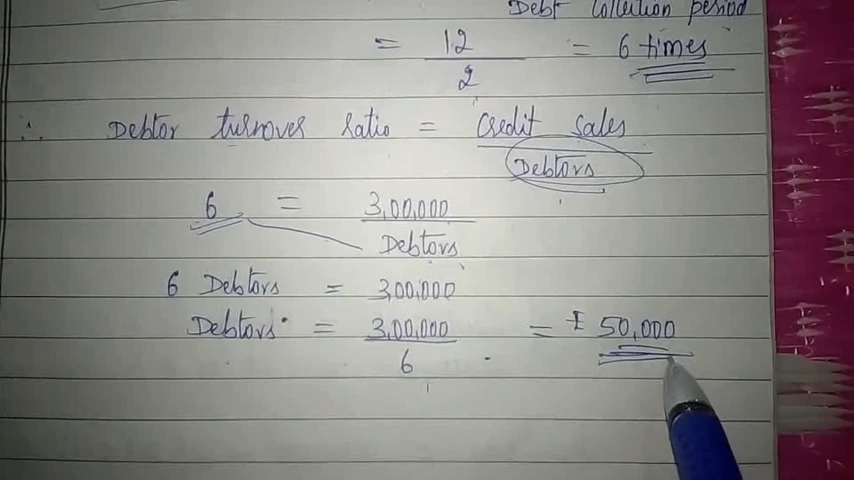 Debt Collection period
= 12 / 2 = 6 times
∴ Debtor turnover ratio = Credit sales / Debtors
6 = 3,00,000 / Debtors
6 Debtors = 3,00,000
Debtors = 3,00,000 / 6 = ₹ 50,000